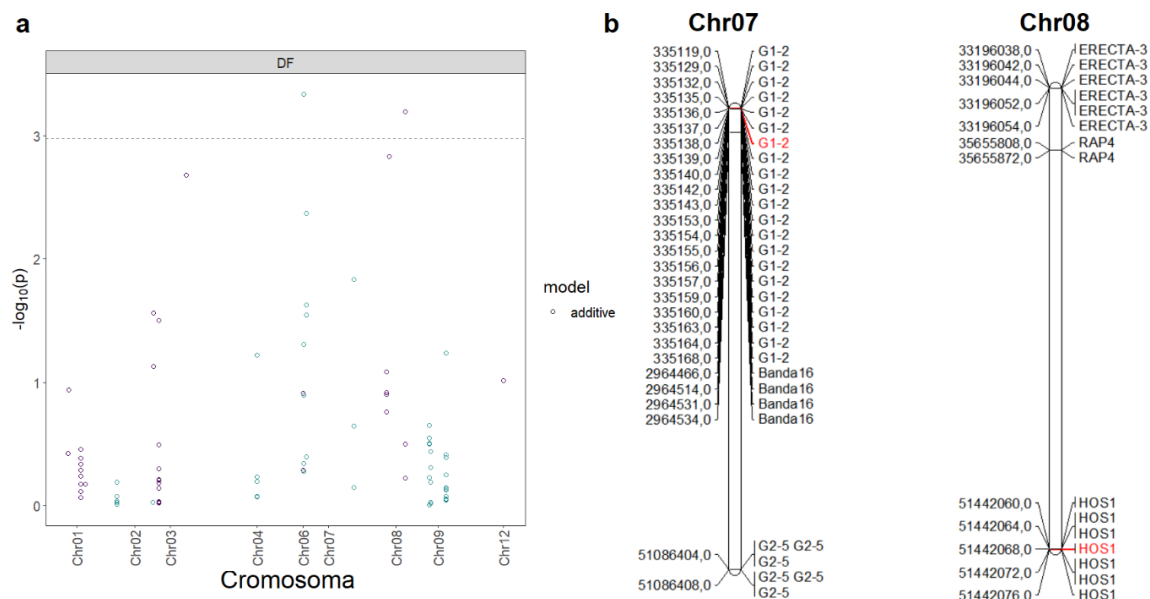 a
DF
-log10(p)
3
2
1
0
Chr01
Chr02
Chr03
Chr04
Chr06
Chr07
Chr08
Chr09
Chr12
Cromosoma
model
additive
b
Chr07
335119,0 G1-2
335129,0 G1-2
335132,0 G1-2
335135,0 G1-2
335136,0 G1-2
335137,0 G1-2
335138,0 G1-2
335139,0 G1-2
335140,0 G1-2
335142,0 G1-2
335143,0 G1-2
335153,0 G1-2
335154,0 G1-2
335155,0 G1-2
335156,0 G1-2
335157,0 G1-2
335159,0 G1-2
335160,0 G1-2
335163,0 G1-2
335164,0 G1-2
335168,0 G1-2
2964466,0 Banda16
2964514,0 Banda16
2964531,0 Banda16
2964534,0 Banda16
G2-5 G2-5
51086404,0
G2-5
G2-5 G2-5
51086408,0
G2-5
Chr08
33196038,0 ERECTA-3
33196042,0 ERECTA-3
33196044,0 ERECTA-3
ERECTA-3
33196052,0
ERECTA-3
33196054,0 ERECTA-3
35655808,0 RAP4
35655872,0 RAP4
51442060,0 HOS1
HOS1
51442064,0
HOS1
51442068,0 HOS1
HOS1
51442072,0
HOS1
51442076,0 HOS1